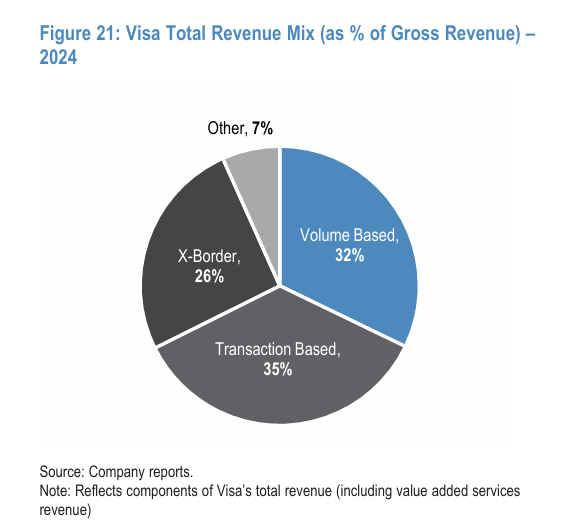 Figure 21: Visa Total Revenue Mix (as % of Gross Revenue) –
2024
Other, 7%
Volume Based,
32%
X-Border,
26%
Transaction Based,
35%
Source: Company reports.
Note: Reflects components of Visa's total revenue (including value added services
revenue)